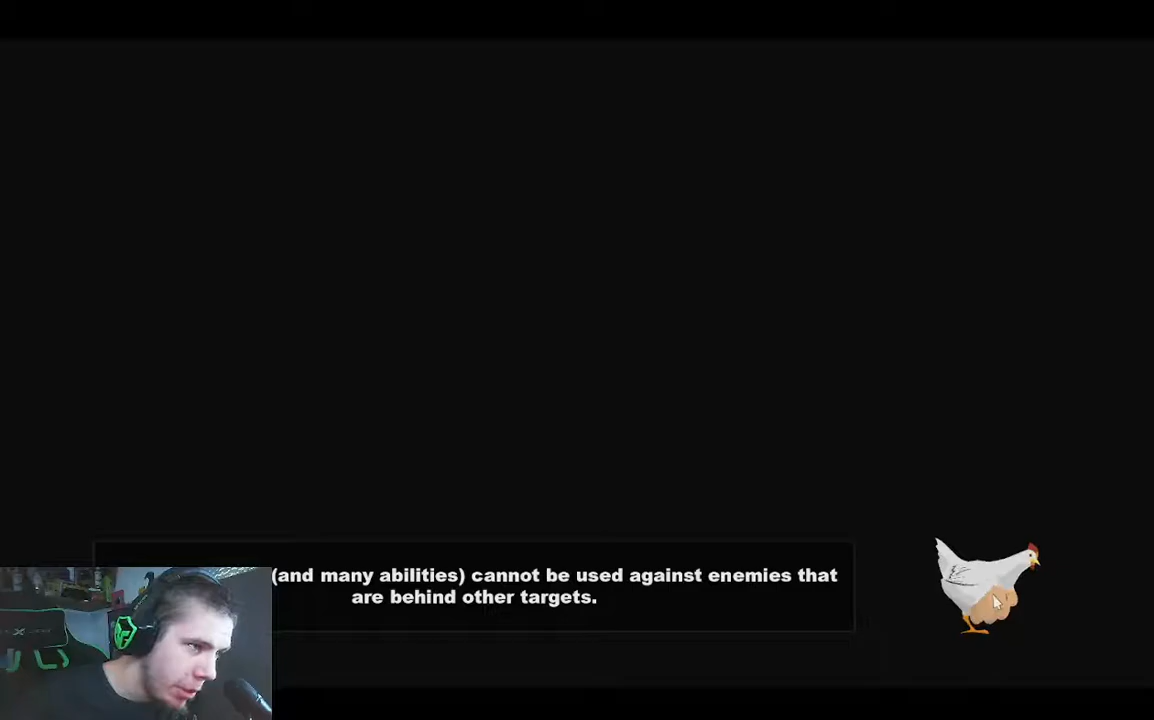 (and many abilities) cannot be used against enemies that
are behind other targets.